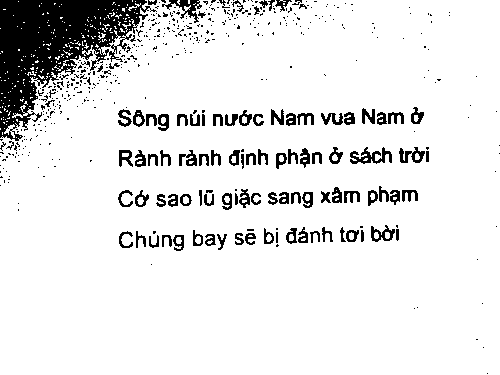 Sông núi nước Nam vua Nam ở
Rành rành định phận ở sách trời
Cớ sao lũ giặc sang xâm phạm
Chúng bay sẽ bị đánh tơi bời